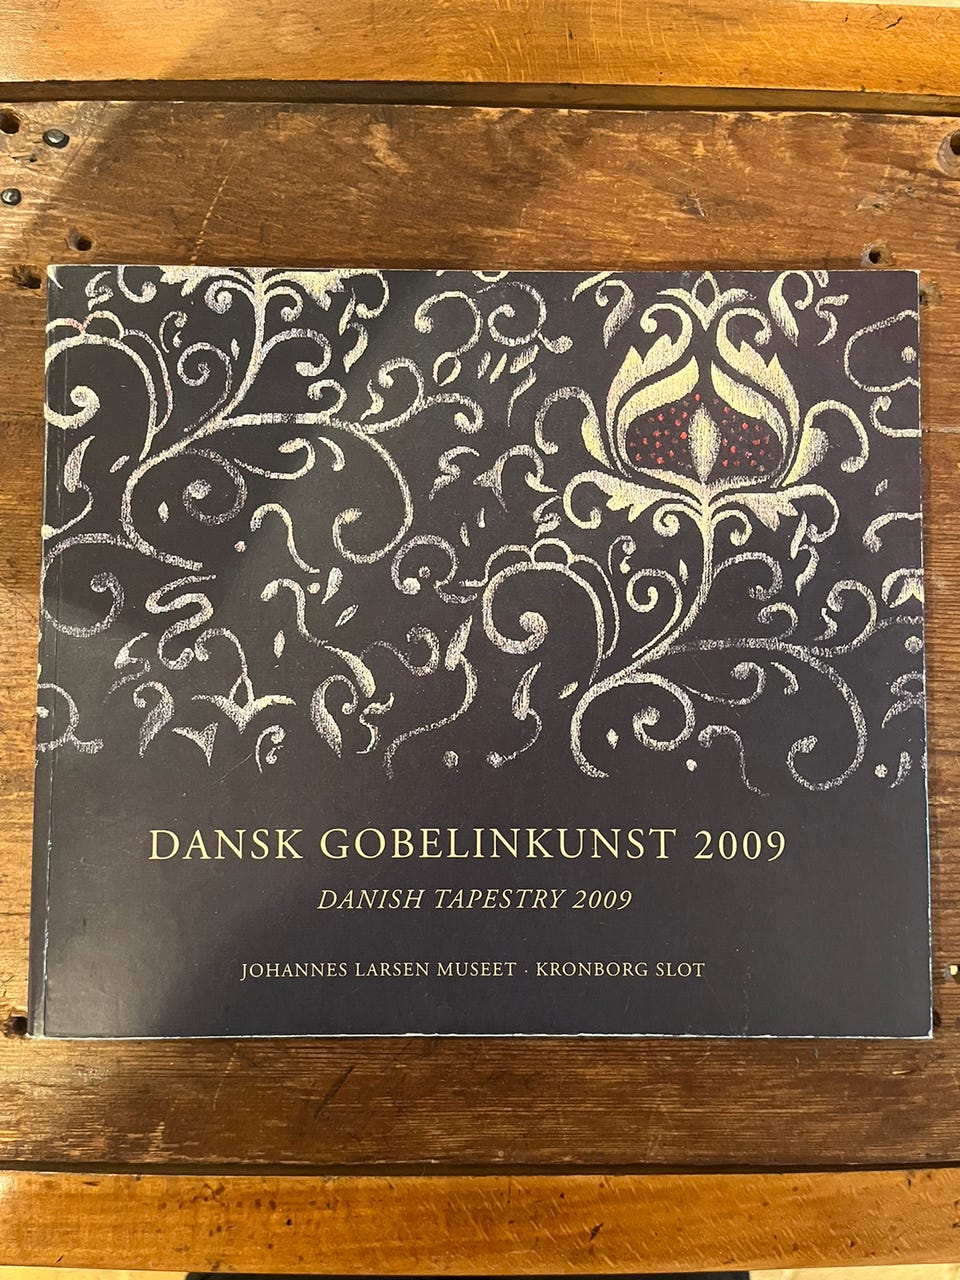 DANSK GOBELINKUNST 2009
DANISH TAPESTRY 2009
JOHANNES LARSEN MUSEET · KRONBORG SLOT